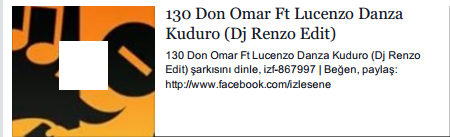 130 Don Omar Ft Lucenzo Danza
Kuduro (Dj Renzo Edit)
130 Don Omar Ft Lucenzo Danza Kuduro (Dj Renzo
Edit) şarkısını dinle, izf-867997 | Beğen, paylaş:
http://www.facebook.com/izlesene